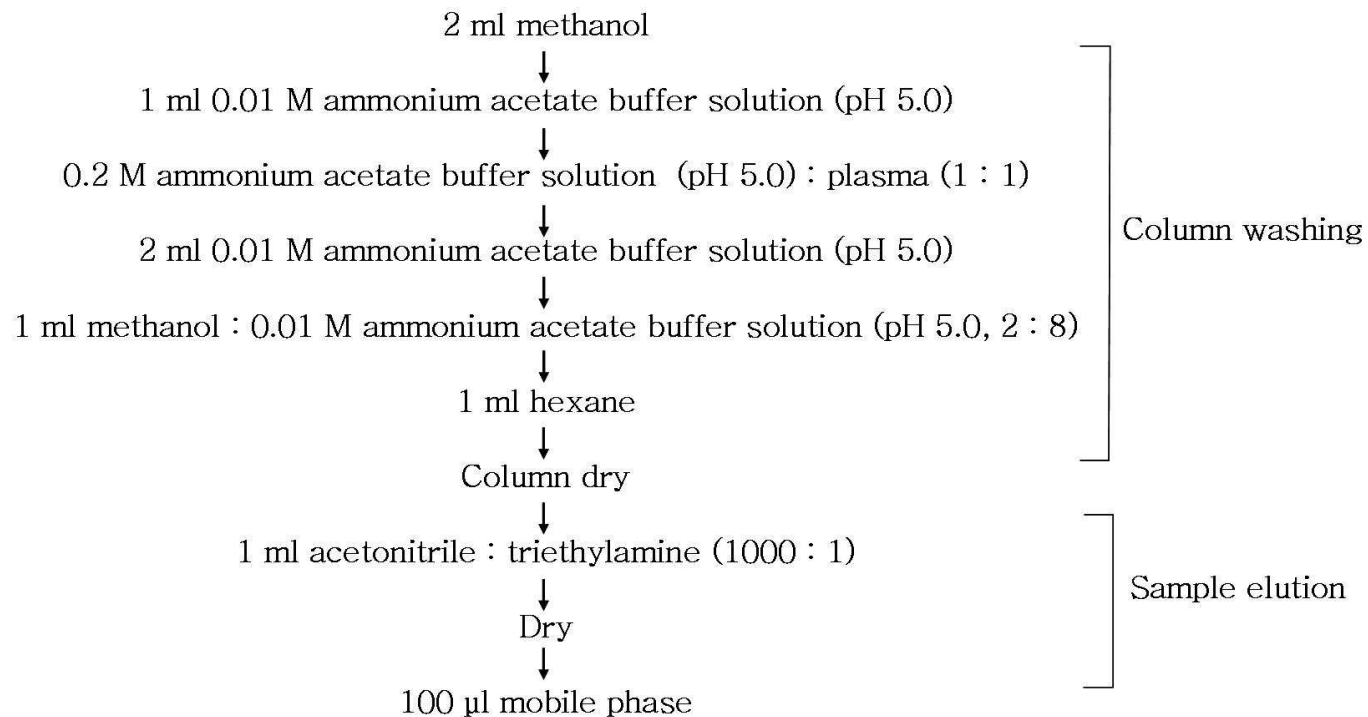 2 ml methanol
1 ml 0.01 M ammonium acetate buffer solution (pH 5.0)
0.2 M ammonium acetate buffer solution (pH 5.0) : plasma (1 : 1)
2 ml 0.01 M ammonium acetate buffer solution (pH 5.0)
1 ml methanol : 0.01 M ammonium acetate buffer solution (pH 5.0, 2 : 8)
1 ml hexane
Column dry
Column washing
1 ml acetonitrile : triethylamine (1000 : 1)
Dry
100 µl mobile phase
Sample elution